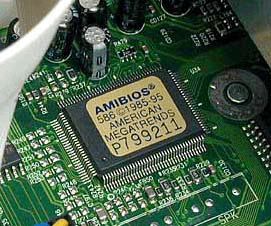 AMIBIOS®
586 © 1985-95
AMERICAN
MEGATRENDS
P799211
SPK